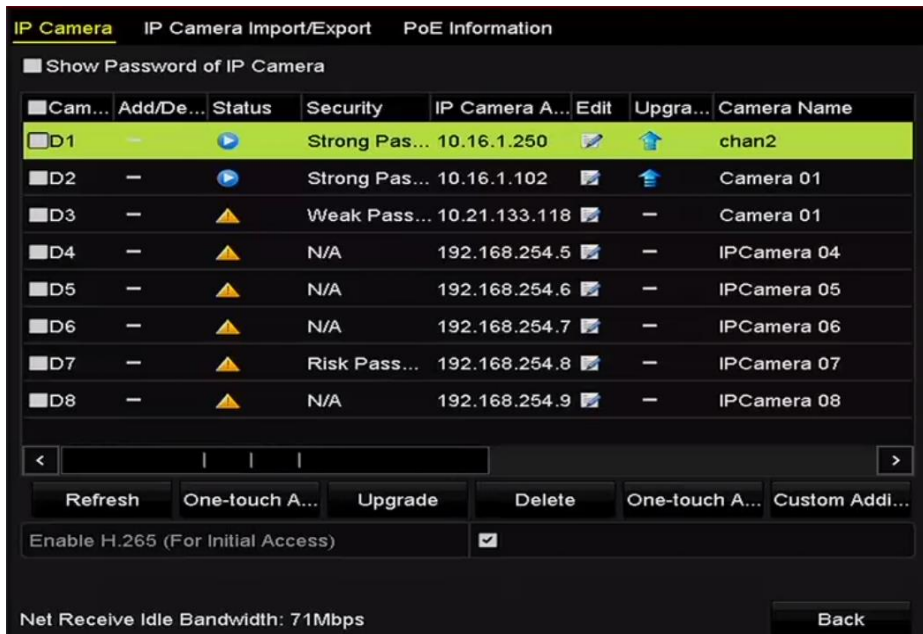 IP Camera IP Camera Import/Export PoE Information
Show Password of IP Camera
Cam... Add/De... Status Security IP Camera A... Edit Upgra... Camera Name
D1 – Strong Pas... 10.16.1.250 chan2
D2 – Strong Pas... 10.16.1.102 Camera 01
D3 – Weak Pass... 10.21.133.118 – Camera 01
D4 – N/A 192.168.254.5 – IPCamera 04
D5 – N/A 192.168.254.6 – IPCamera 05
D6 – N/A 192.168.254.7 – IPCamera 06
D7 – Risk Pass... 192.168.254.8 – IPCamera 07
D8 – N/A 192.168.254.9 – IPCamera 08
< >
Refresh One-touch A... Upgrade Delete One-touch A... Custom Addi...
Enable H.265 (For Initial Access)
Net Receive Idle Bandwidth: 71Mbps Back